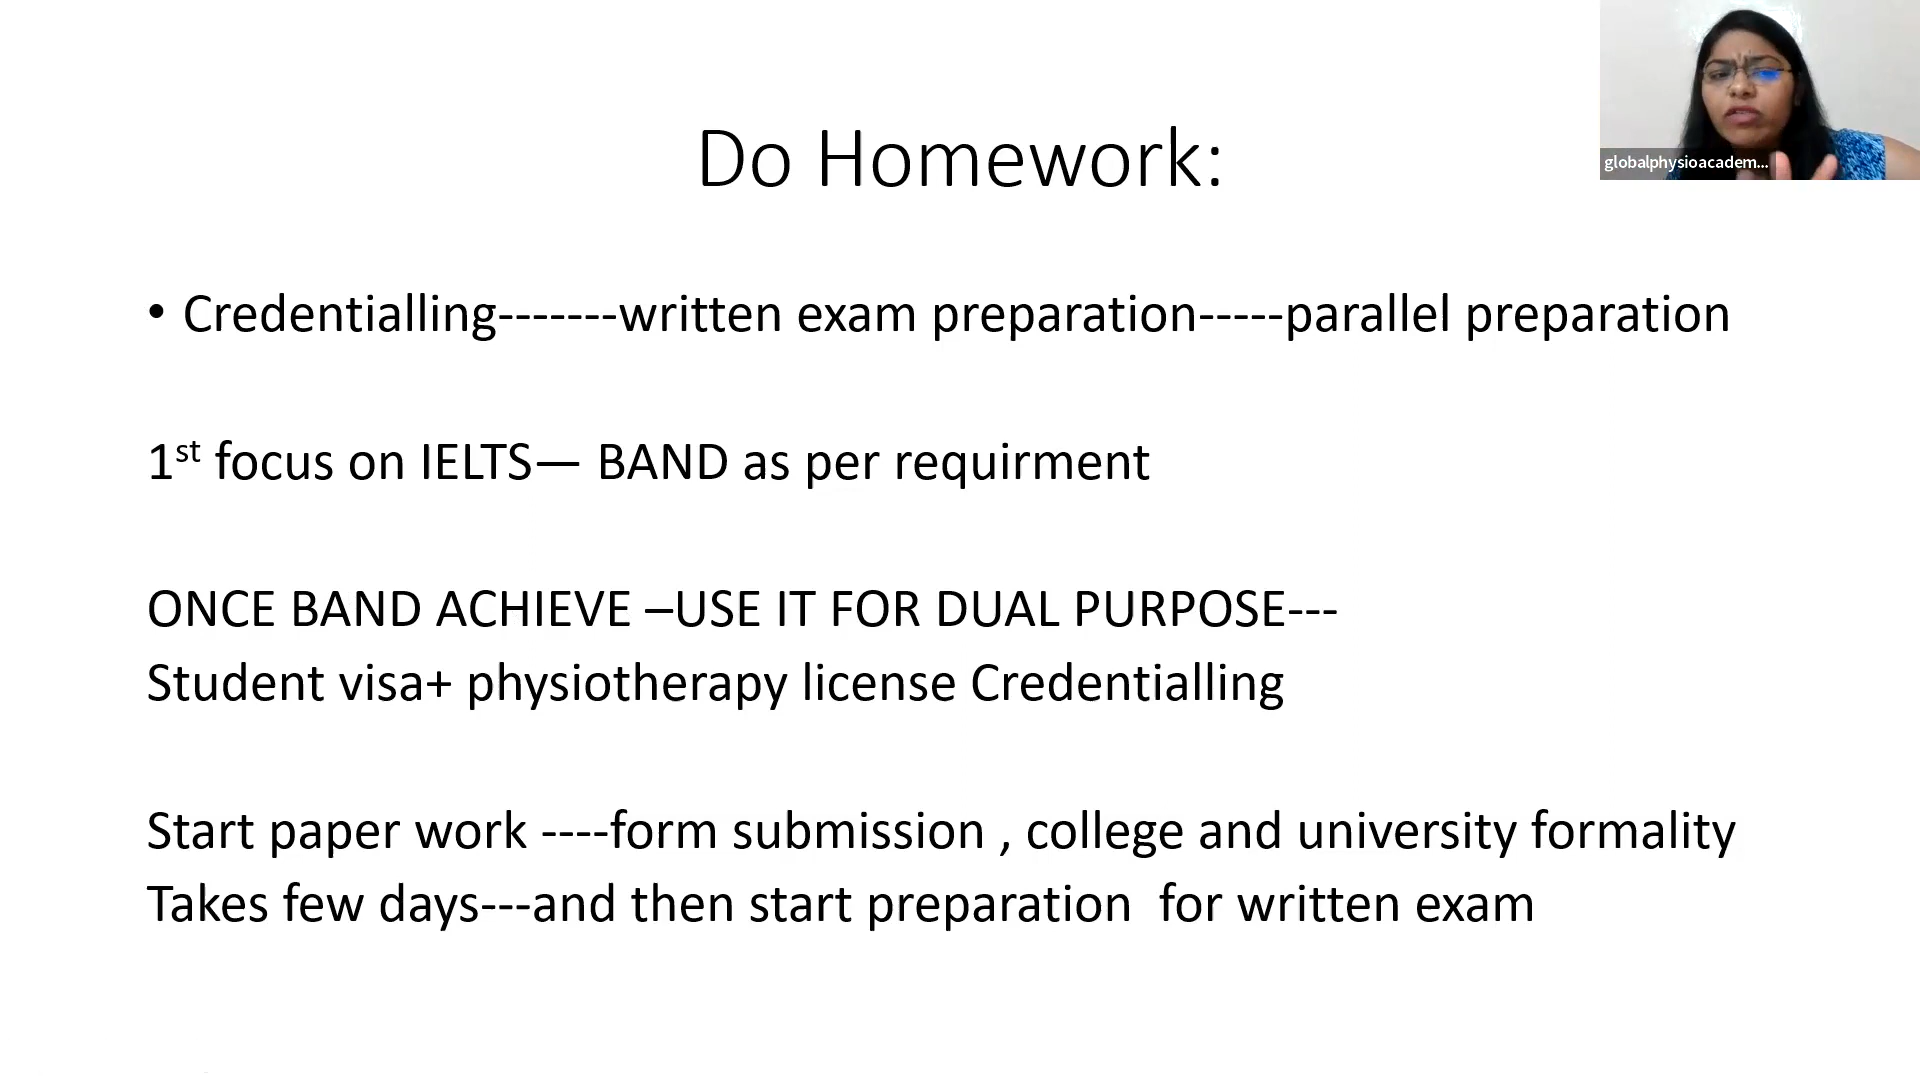 Do Homework:
globalphysioacadem...
• Credentialling-------written exam preparation-----parallel preparation
1st focus on IELTS— BAND as per requirment
ONCE BAND ACHIEVE –USE IT FOR DUAL PURPOSE---
Student visa+ physiotherapy license Credentialling
Start paper work ----form submission , college and university formality
Takes few days---and then start preparation  for written exam